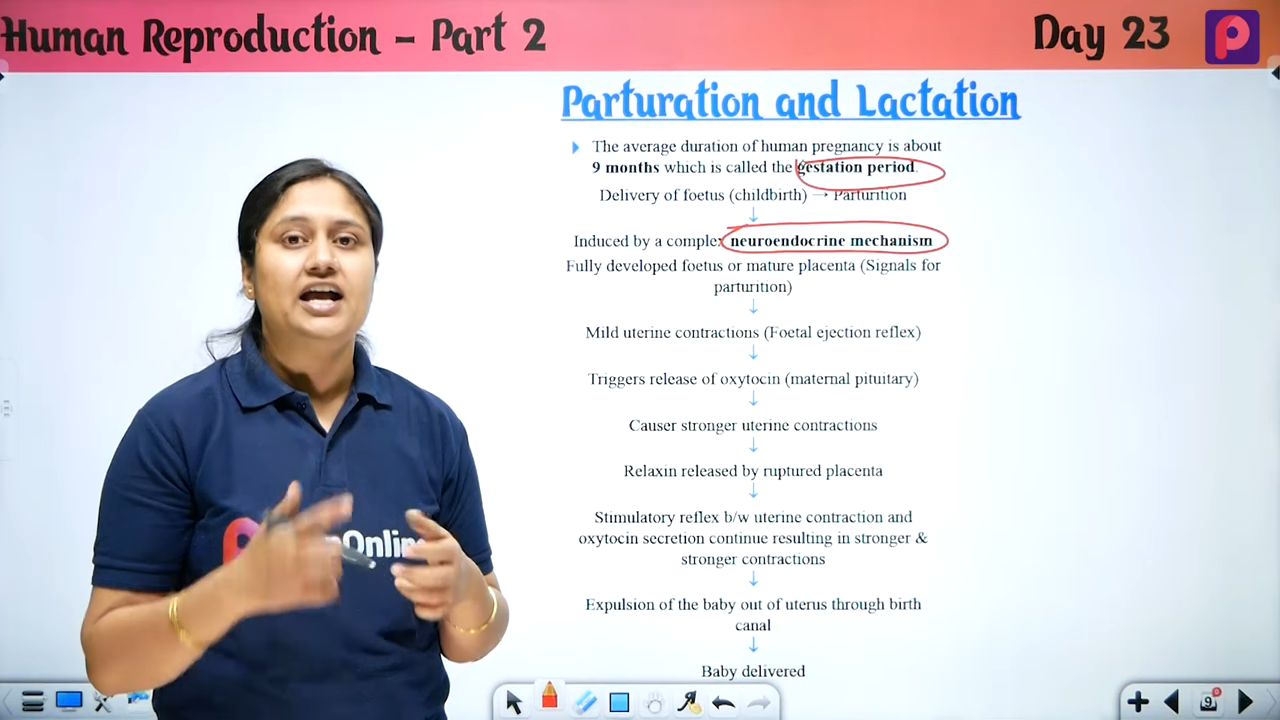 Human Reproduction – Part 2
Day 23
Parturation and Lactation
The average duration of human pregnancy is about
9 months which is called the gestation period.
Delivery of foetus (childbirth) → Parturition
↓
Induced by a complex neuroendocrine mechanism
Fully developed foetus or mature placenta (Signals for
parturition)
↓
Mild uterine contractions (Foetal ejection reflex)
↓
Triggers release of oxytocin (maternal pituitary)
↓
Causer stronger uterine contractions
↓
Relaxin released by ruptured placenta
↓
Stimulatory reflex b/w uterine contraction and
oxytocin secretion continue resulting in stronger &
stronger contractions
↓
Expulsion of the baby out of uterus through birth
canal
↓
Baby delivered
9